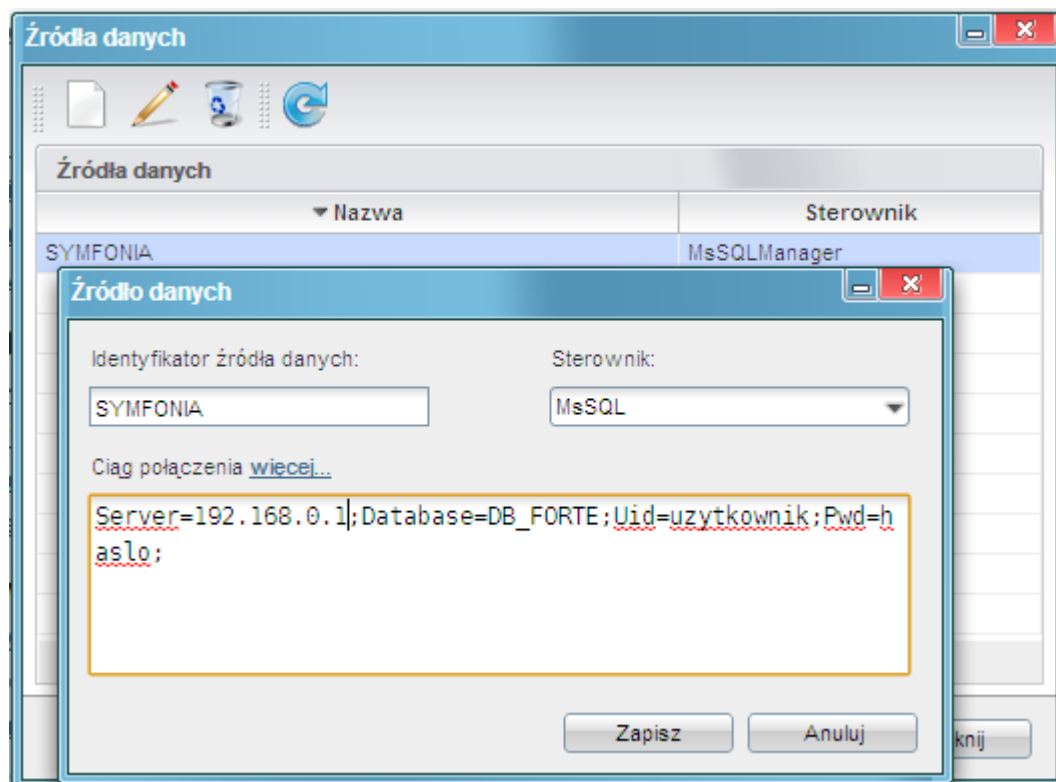 Źródła danych
Źródła danych
Nazwa Sterownik
SYMFONIA MsSQLManager
Źródło danych
Identyfikator źródła danych: Sterownik:
SYMFONIA MsSQL
Ciąg połączenia więcej...
Server=192.168.0.1;Database=DB_FORTE;Uid=uzytkownik;Pwd=h
aslo;
Zapisz Anuluj
knij